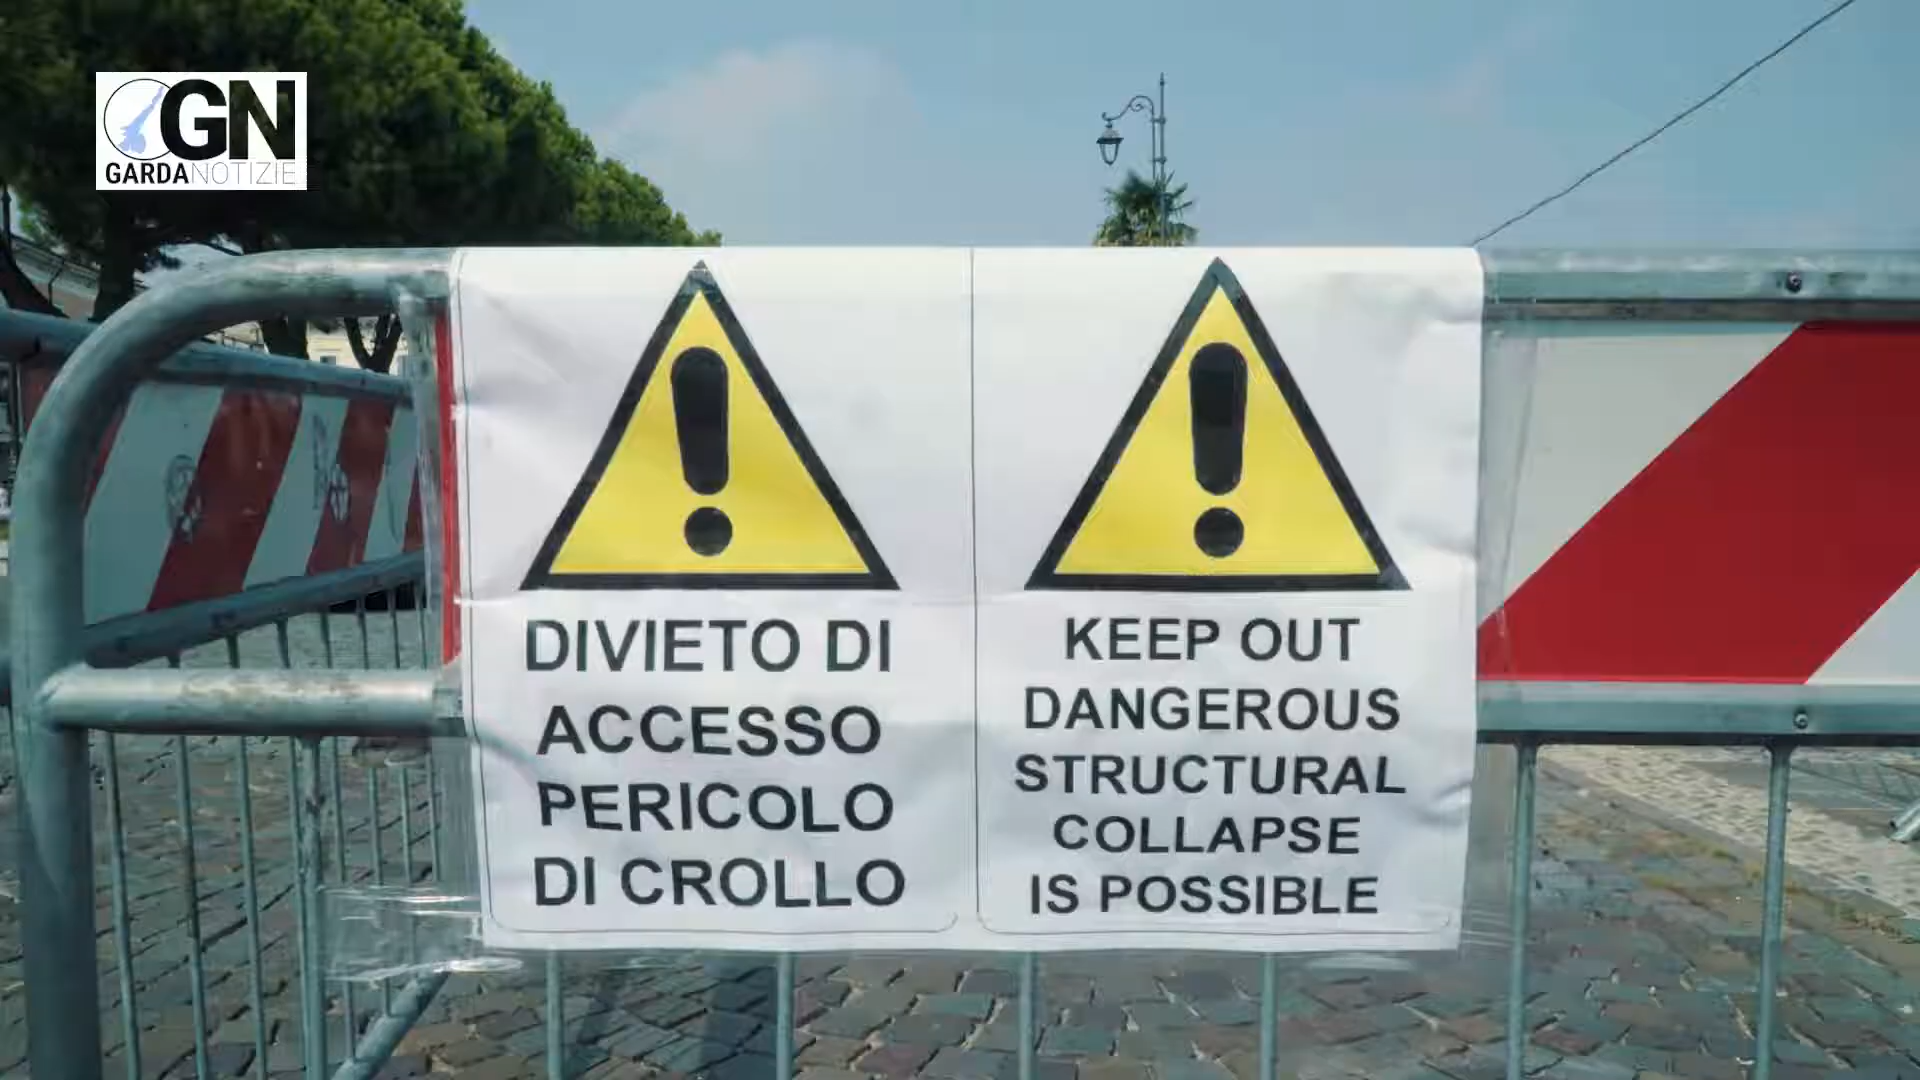 GN
GARDANOTIZIE
DIVIETO DI
ACCESSO
PERICOLO
DI CROLLO
KEEP OUT
DANGEROUS
STRUCTURAL
COLLAPSE
IS POSSIBLE